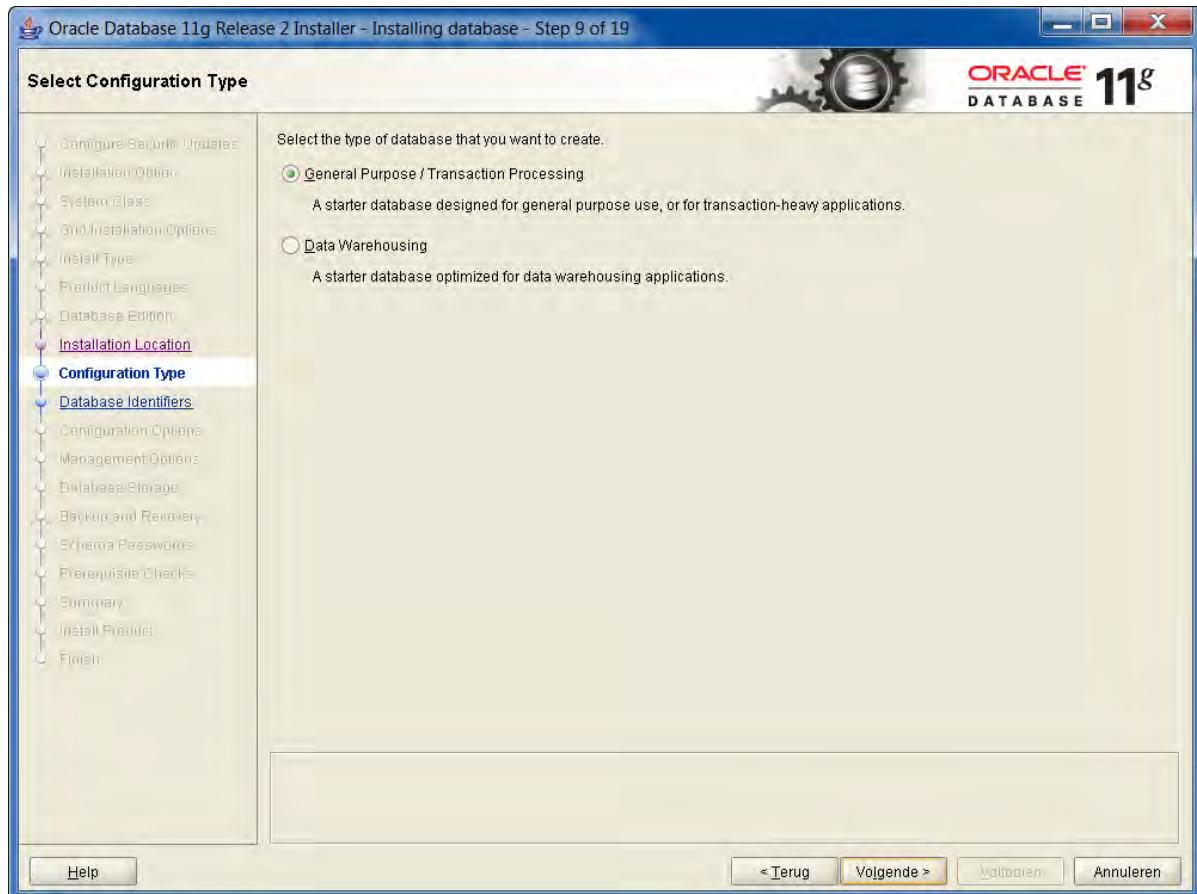 Oracle Database 11g Release 2 Installer - Installing database - Step 9 of 19
Select Configuration Type
ORACLE
DATABASE
11g
Configure Security Updates
Installation Option
System Class
Grid Installation Options
Install Type
Product Languages
Database Edition
Installation Location
Configuration Type
Database Identifiers
Configuration Options
Management Options
Database Storage
Backup and Recovery
Schema Passwords
Prerequisite Checks
Summary
Install Product
Finish
Select the type of database that you want to create.
General Purpose / Transaction Processing
A starter database designed for general purpose use, or for transaction-heavy applications.
Data Warehousing
A starter database optimized for data warehousing applications.
Help
< Terug
Volgende >
Voltooien
Annuleren